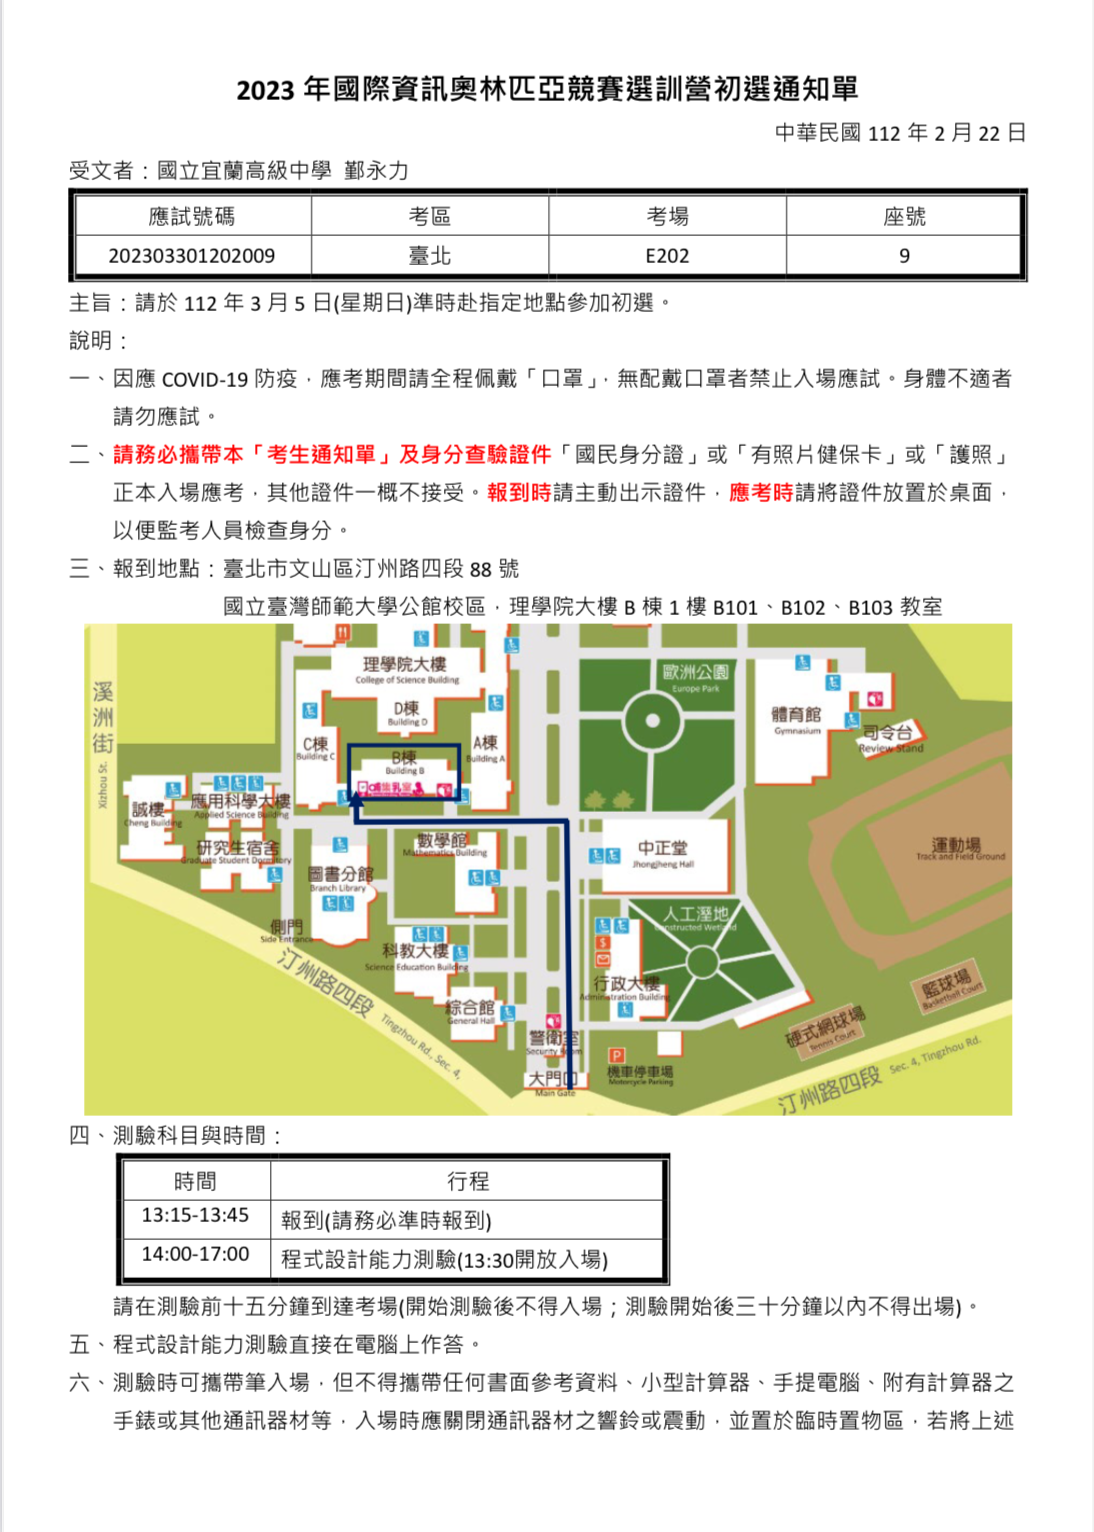 2023 年國際資訊奧林匹亞競賽選訓營初選通知單
中華民國 112 年 2 月 22 日
受文者：國立宜蘭高級中學 鄞永力
應試號碼 考區 考場 座號
202303301202009 臺北 E202 9
主旨：請於 112 年 3 月 5 日(星期日)準時赴指定地點參加初選。
說明：
一、因應 COVID-19 防疫，應考期間請全程佩戴「口罩」，無配戴口罩者禁止入場應試。身體不適者
請勿應試。
二、請務必攜帶本「考生通知單」及身分查驗證件「國民身分證」或「有照片健保卡」或「護照」
正本入場應考，其他證件一概不接受。報到時請主動出示證件，應考時請將證件放置於桌面，
以便監考人員檢查身分。
三、報到地點：臺北市文山區汀州路四段 88 號
國立臺灣師範大學公館校區，理學院大樓 B 棟 1 樓 B101、B102、B103 教室
溪洲街
Xizhou St.
理學院大樓
College of Science Building
D棟
Building D
C棟
Building C
B棟
Building B
哺集乳室
A棟
Building A
歐洲公園
Europe Park
體育館
Gymnasium
司令台
Review Stand
誠樓
Cheng Building
應用科學大樓
Applied Science Building
研究生宿舍
Graduate Student Dormitory
數學館
Mathematics Building
圖書分館
Branch Library
中正堂
Jhongjheng Hall
運動場
Track and Field Ground
側門
Side Entrance
科教大樓
Science Education Building
人工溼地
Constructed Wetland
行政大樓
Administration Building
綜合館
General Hall
籃球場
Basketball Court
硬式網球場
Tennis Court
警衛室
Security Room
大門口
Main Gate
P
機車停車場
Motorcycle Parking
汀州路四段
Tingzhou Rd., Sec. 4,
汀州路四段 Sec. 4, Tingzhou Rd.
四、測驗科目與時間：
時間 行程
13:15-13:45 報到(請務必準時報到)
14:00-17:00 程式設計能力測驗(13:30開放入場)
請在測驗前十五分鐘到達考場(開始測驗後不得入場；測驗開始後三十分鐘以內不得出場)。
五、程式設計能力測驗直接在電腦上作答。
六、測驗時可攜帶筆入場，但不得攜帶任何書面參考資料、小型計算器、手提電腦、附有計算器之
手錶或其他通訊器材等，入場時應關閉通訊器材之響鈴或震動，並置於臨時置物區，若將上述